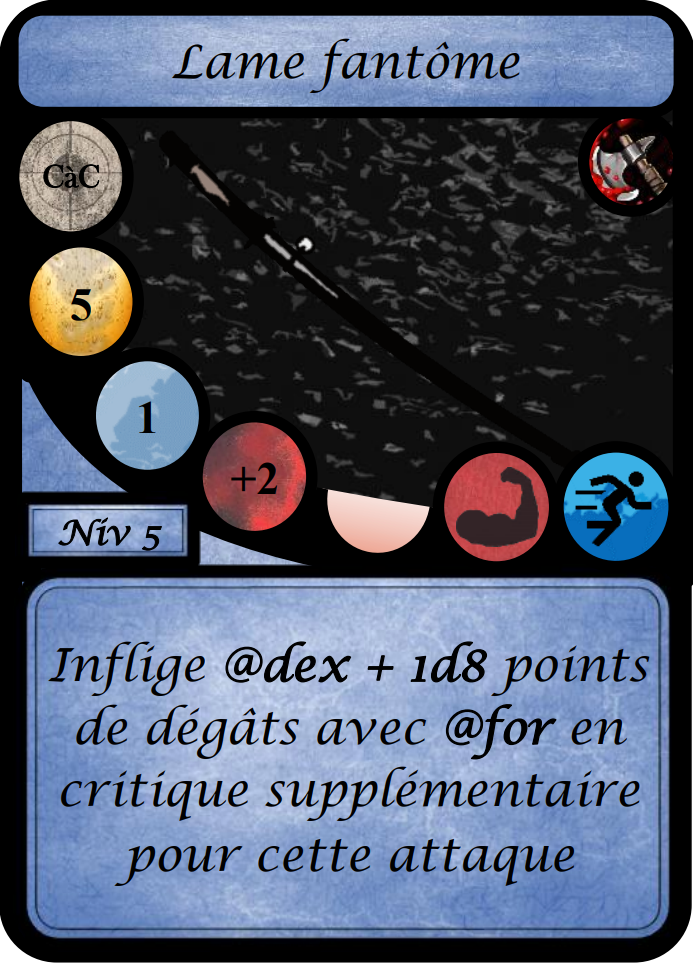 Lame fantôme
CàC
5
1
+2
Niv 5
Inflige @dex + 1d8 points
de dégâts avec @for en
critique supplémentaire
pour cette attaque